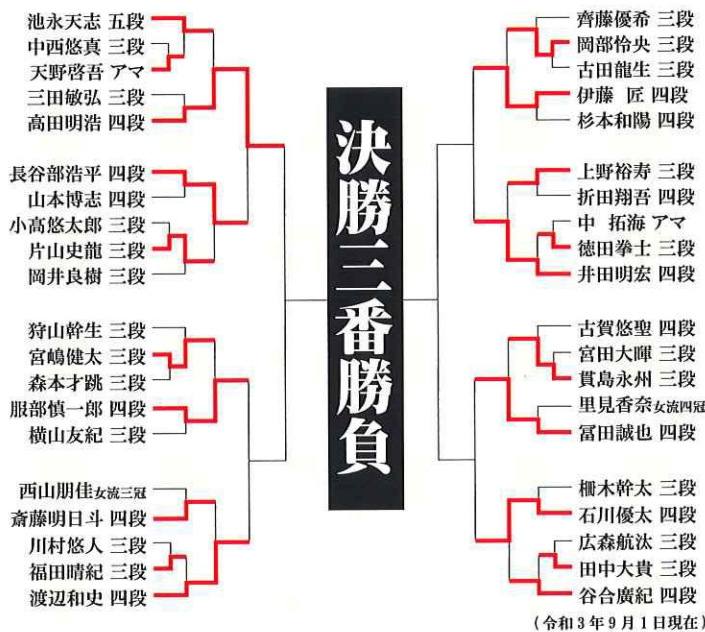 池永天志 五段
中西悠真 三段
天野啓吾 アマ
三田敏弘 三段
高田明浩 四段
長谷部浩平 四段
山本博志 四段
小高悠太郎 三段
片山史龍 三段
岡井良樹 三段
狩山幹生 三段
宮嶋健太 三段
森本才跳 三段
服部慎一郎 四段
横山友紀 三段
西山朋佳女流三冠
斎藤明日斗 四段
川村悠人 三段
福田晴紀 三段
渡辺和史 四段
決勝三番勝負
齊藤優希 三段
岡部怜央 三段
古田龍生 三段
伊藤 匠 四段
杉本和陽 四段
上野裕寿 三段
折田翔吾 四段
中 拓海 アマ
徳田拳士 三段
井田明宏 四段
古賀悠聖 四段
宮田大暉 三段
貫島永州 三段
里見香奈女流四冠
冨田誠也 四段
柵木幹太 三段
石川優太 四段
広森航汰 三段
田中大貴 三段
谷合廣紀 四段
(令和3年9月1日現在)